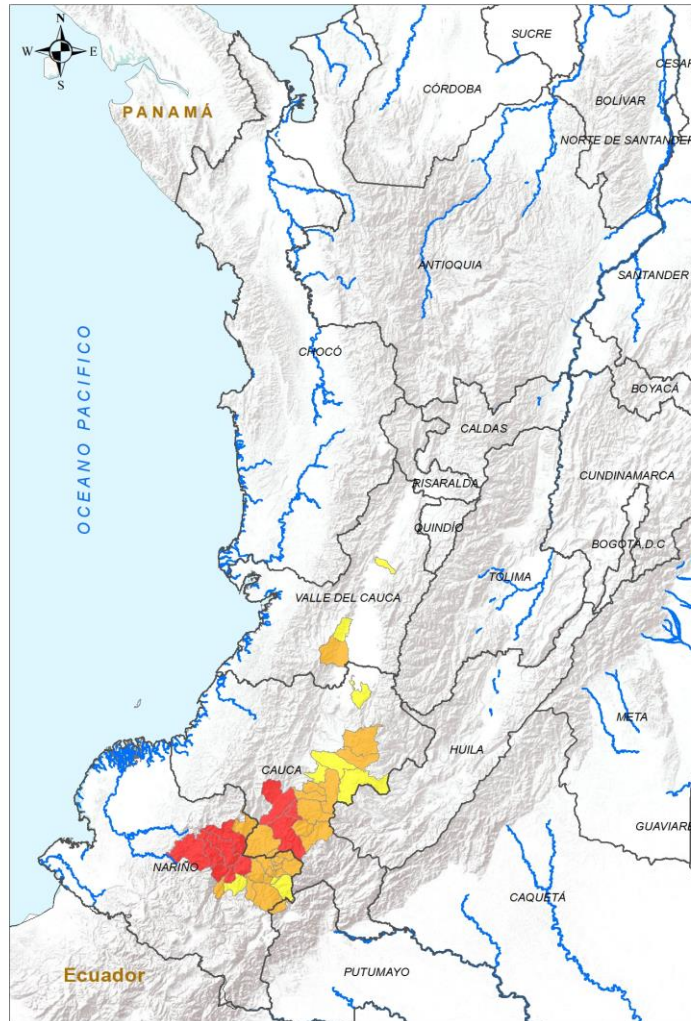 N
W
E
S
SUCRE
CESAR
CÓRDOBA
BOLÍVAR
PANAMÁ
NORTE DE SANTANDER
ANTIOQUIA
SANTANDER
OCEANO PACIFICO
CHOCÓ
BOYACÁ
CALDAS
RISARALDA
CUNDINAMARCA
QUINDÍO
BOGOTÁ,D.C
TOLIMA
VALLE DEL CAUCA
META
HUILA
CAUCA
GUAVIARE
NARIÑO
CAQUETÁ
Ecuador
PUTUMAYO